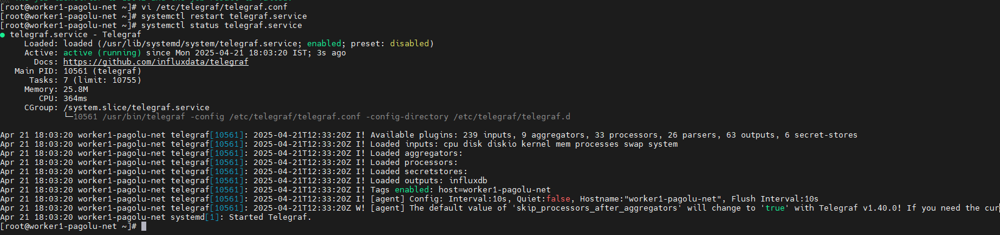 [root@worker1-pagolu-net ~]# vi /etc/telegraf/telegraf.conf
[root@worker1-pagolu-net ~]# systemctl restart telegraf.service
[root@worker1-pagolu-net ~]# systemctl status telegraf.service
● telegraf.service - Telegraf
     Loaded: loaded (/usr/lib/systemd/system/telegraf.service; enabled; preset: disabled)
     Active: active (running) since Mon 2025-04-21 18:03:20 IST; 3s ago
       Docs: https://github.com/influxdata/telegraf
   Main PID: 10561 (telegraf)
      Tasks: 7 (limit: 10755)
     Memory: 25.8M
        CPU: 364ms
     CGroup: /system.slice/telegraf.service
             └─10561 /usr/bin/telegraf -config /etc/telegraf/telegraf.conf -config-directory /etc/telegraf/telegraf.d
Apr 21 18:03:20 worker1-pagolu-net telegraf[10561]: 2025-04-21T12:33:20Z I! Available plugins: 239 inputs, 9 aggregators, 33 processors, 26 parsers, 63 outputs, 6 secret-stores
Apr 21 18:03:20 worker1-pagolu-net telegraf[10561]: 2025-04-21T12:33:20Z I! Loaded inputs: cpu disk diskio kernel mem processes swap system
Apr 21 18:03:20 worker1-pagolu-net telegraf[10561]: 2025-04-21T12:33:20Z I! Loaded aggregators:
Apr 21 18:03:20 worker1-pagolu-net telegraf[10561]: 2025-04-21T12:33:20Z I! Loaded processors:
Apr 21 18:03:20 worker1-pagolu-net telegraf[10561]: 2025-04-21T12:33:20Z I! Loaded secretstores:
Apr 21 18:03:20 worker1-pagolu-net telegraf[10561]: 2025-04-21T12:33:20Z I! Loaded outputs: influxdb
Apr 21 18:03:20 worker1-pagolu-net telegraf[10561]: 2025-04-21T12:33:20Z I! Tags enabled: host=worker1-pagolu-net
Apr 21 18:03:20 worker1-pagolu-net telegraf[10561]: 2025-04-21T12:33:20Z I! [agent] Config: Interval:10s, Quiet:false, Hostname:"worker1-pagolu-net", Flush Interval:10s
Apr 21 18:03:20 worker1-pagolu-net telegraf[10561]: 2025-04-21T12:33:20Z W! [agent] The default value of 'skip_processors_after_aggregators' will change to 'true' with Telegraf v1.40.0! If you need the cur
Apr 21 18:03:20 worker1-pagolu-net systemd[1]: Started Telegraf.
[root@worker1-pagolu-net ~]#